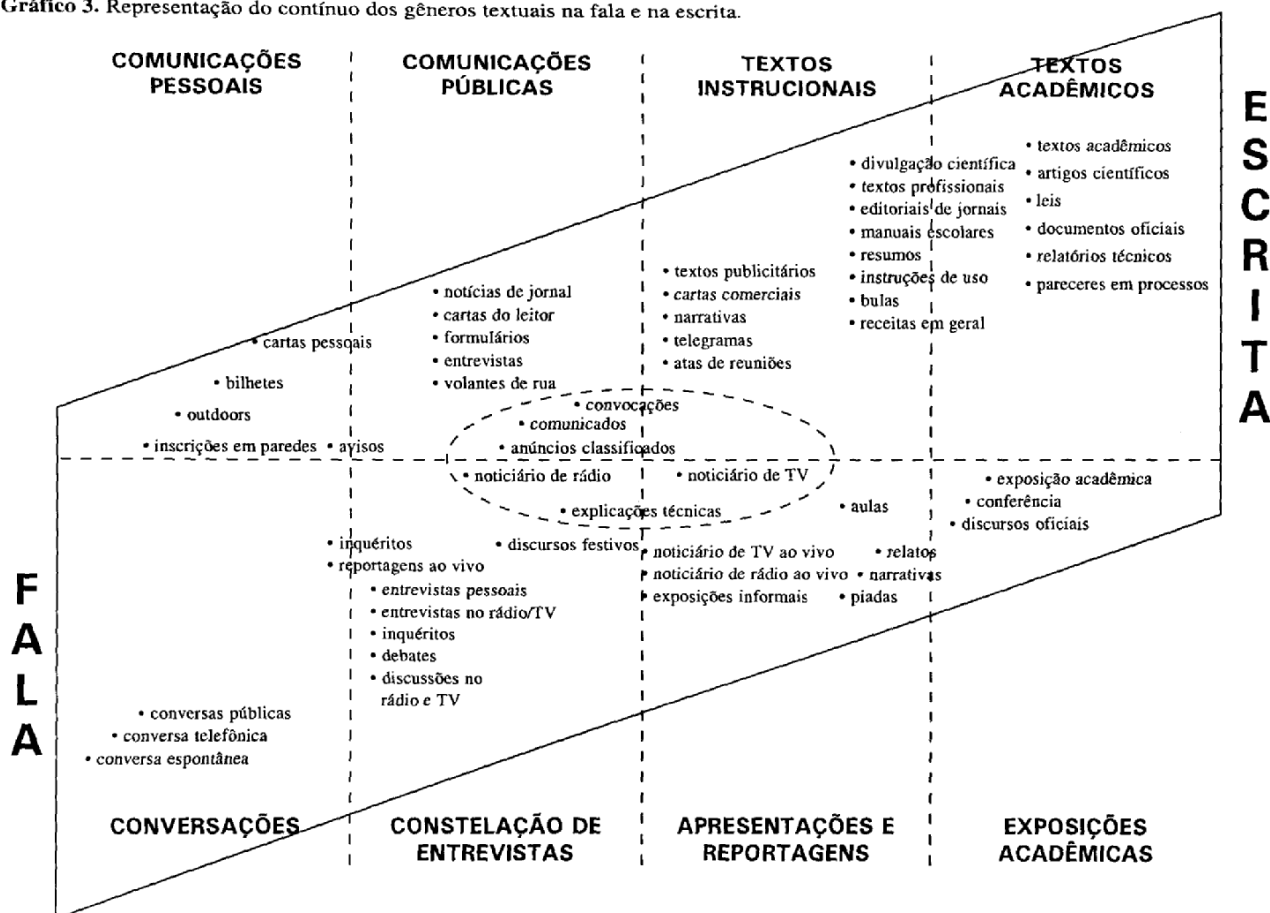 Gráfico 3. Representação do contínuo dos gêneros textuais na fala e na escrita.
COMUNICAÇÕES
PESSOAIS
COMUNICAÇÕES
PÚBLICAS
TEXTOS
INSTRUCIONAIS
TEXTOS
ACADÊMICOS
ESCRITA
• textos acadêmicos
• artigos científicos
• leis
• documentos oficiais
• relatórios técnicos
• pareceres em processos
• divulgação científica
• textos profissionais
• editoriais de jornais
• manuais escolares
• resumos
• instruções de uso
• bulas
• receitas em geral
• textos publicitários
• cartas comerciais
• narrativas
• telegramas
• atas de reuniões
• notícias de jornal
• cartas do leitor
• formulários
• entrevistas
• volantes de rua
• cartas pessoais
• bilhetes
• outdoors
• inscrições em paredes • avisos
• convocações
• comunicados
• anúncios classificados
• noticiário de rádio
• noticiário de TV
• explicações técnicas
• aulas
• exposição acadêmica
• conferência
• discursos oficiais
FALA
• inquéritos
• reportagens ao vivo
• discursos festivos
• entrevistas pessoais
• entrevistas no rádio/TV
• inquéritos
• debates
• discussões no
rádio e TV
• noticiário de TV ao vivo • relatos
• noticiário de rádio ao vivo • narrativas
• exposições informais • piadas
• conversas públicas
• conversa telefônica
• conversa espontânea
CONVERSAÇÕES
CONSTELAÇÃO DE
ENTREVISTAS
APRESENTAÇÕES E
REPORTAGENS
EXPOSIÇÕES
ACADÊMICAS